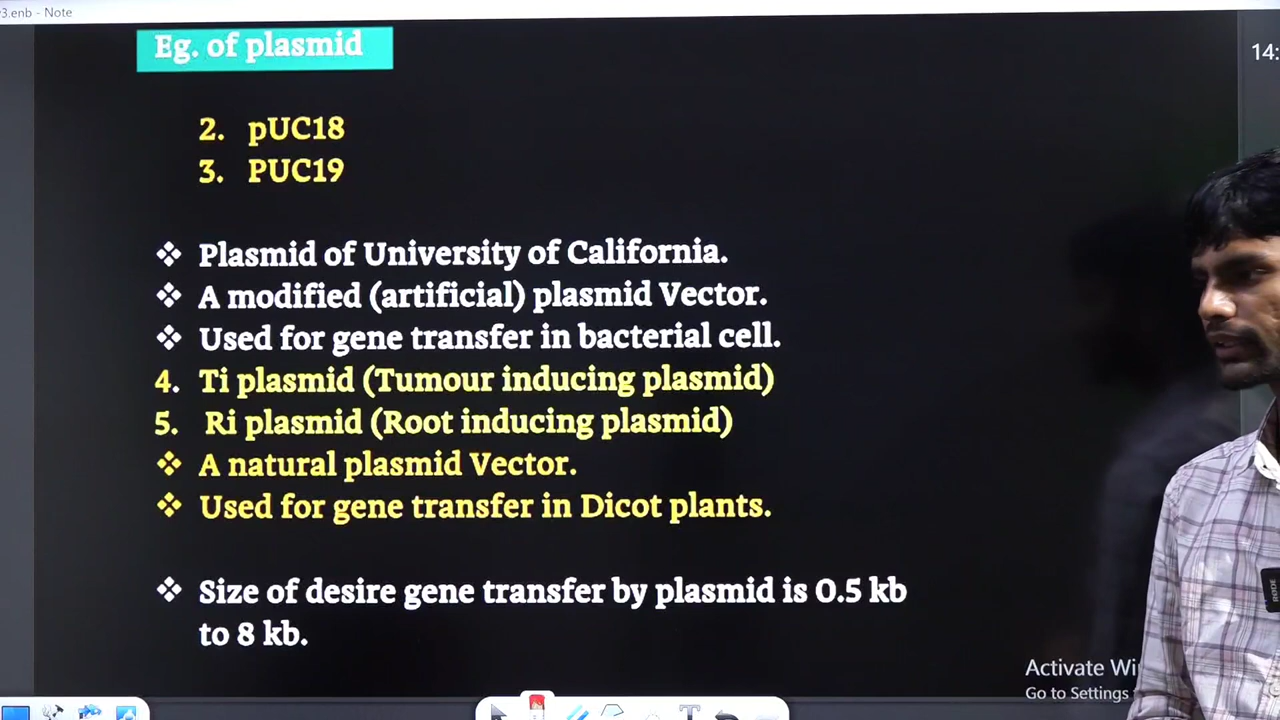 v3.enb - Note
Eg. of plasmid
14:
2. pUC18
3. PUC19
❖ Plasmid of University of California.
❖ A modified (artificial) plasmid Vector.
❖ Used for gene transfer in bacterial cell.
4. Ti plasmid (Tumour inducing plasmid)
5. Ri plasmid (Root inducing plasmid)
❖ A natural plasmid Vector.
❖ Used for gene transfer in Dicot plants.
❖ Size of desire gene transfer by plasmid is 0.5 kb
to 8 kb.
Activate Wi
Go to Settings
RODE